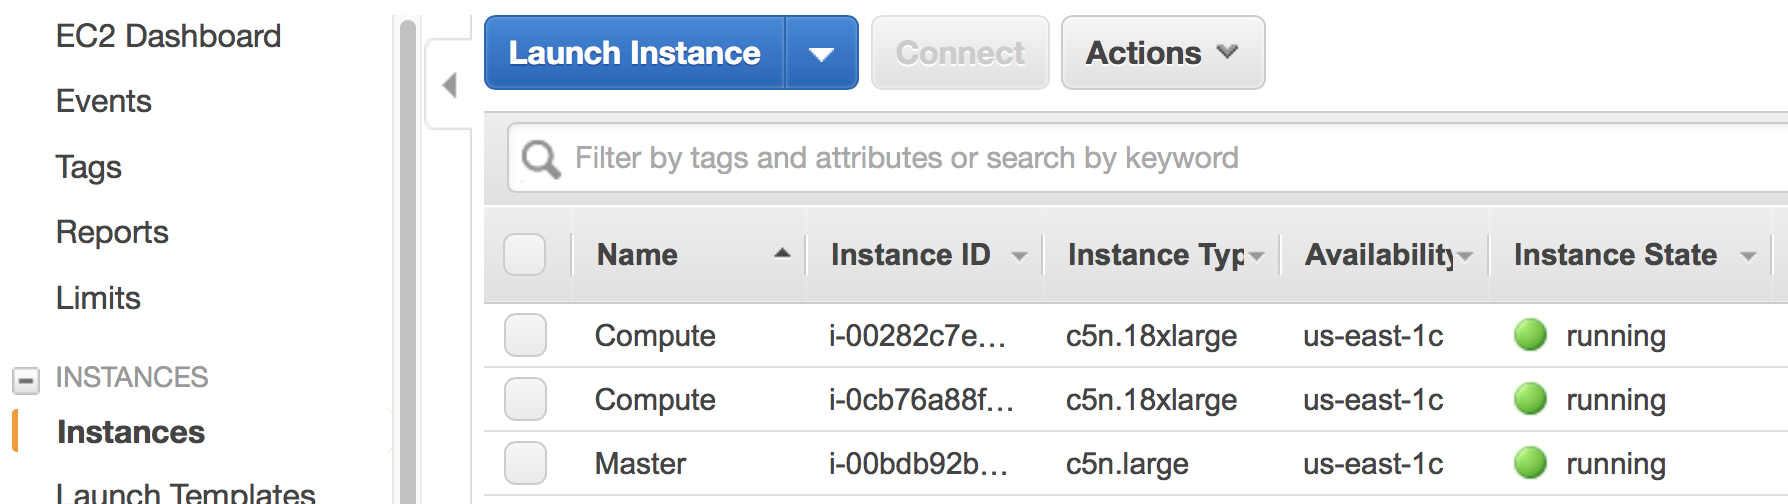 EC2 Dashboard
Events
Tags
Reports
Limits
INSTANCES
Instances
Launch Templates
Launch Instance
Connect
Actions
Filter by tags and attributes or search by keyword
Name Instance ID Instance Typ Availability Instance State
Compute i-00282c7e... c5n.18xlarge us-east-1c running
Compute i-0cb76a88f... c5n.18xlarge us-east-1c running
Master i-00bdb92b... c5n.large us-east-1c running